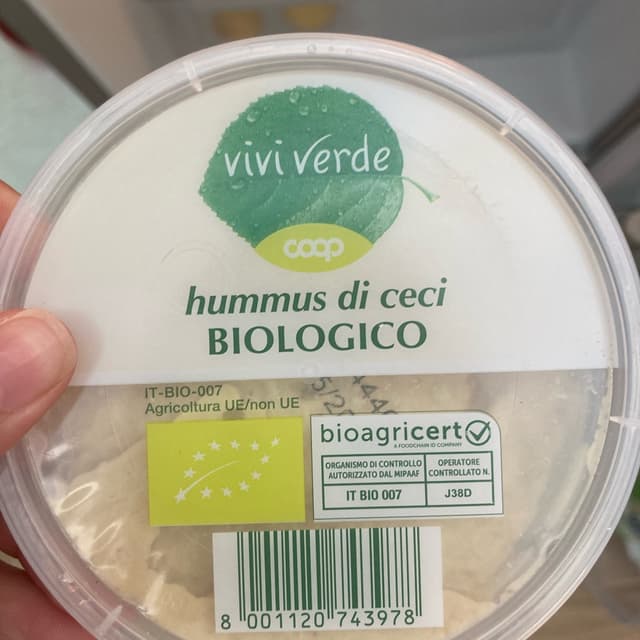 vivi verde
coop
hummus di ceci
BIOLOGICO
IT-BIO-007
Agricoltura UE/non UE
bioagricert
A FOODCHAIN ID COMPANY
ORGANISMO DI CONTROLLO
AUTORIZZATO DAL MIPAAF
OPERATORE
CONTROLLATO N.
IT BIO 007
J38D
8 001120 743978